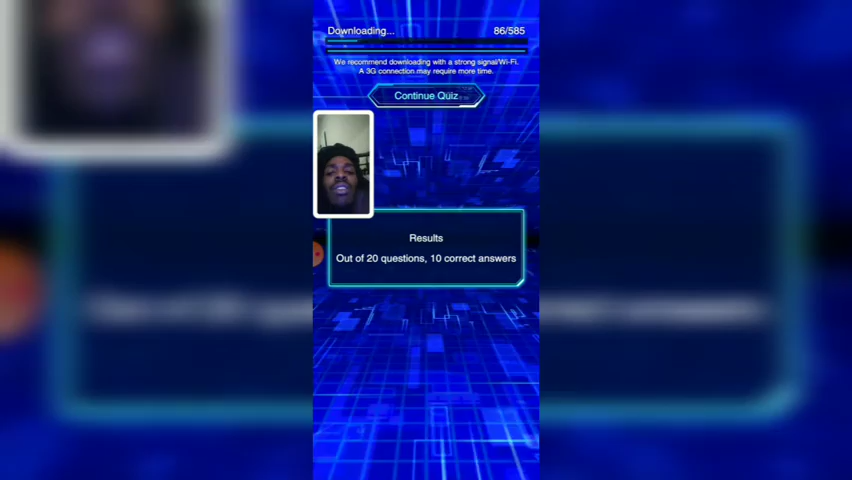 Downloading... 86/585
We recommend downloading with a strong signal/Wi-Fi.
A 3G connection may require more time.
Continue Quiz
Results
Out of 20 questions, 10 correct answers